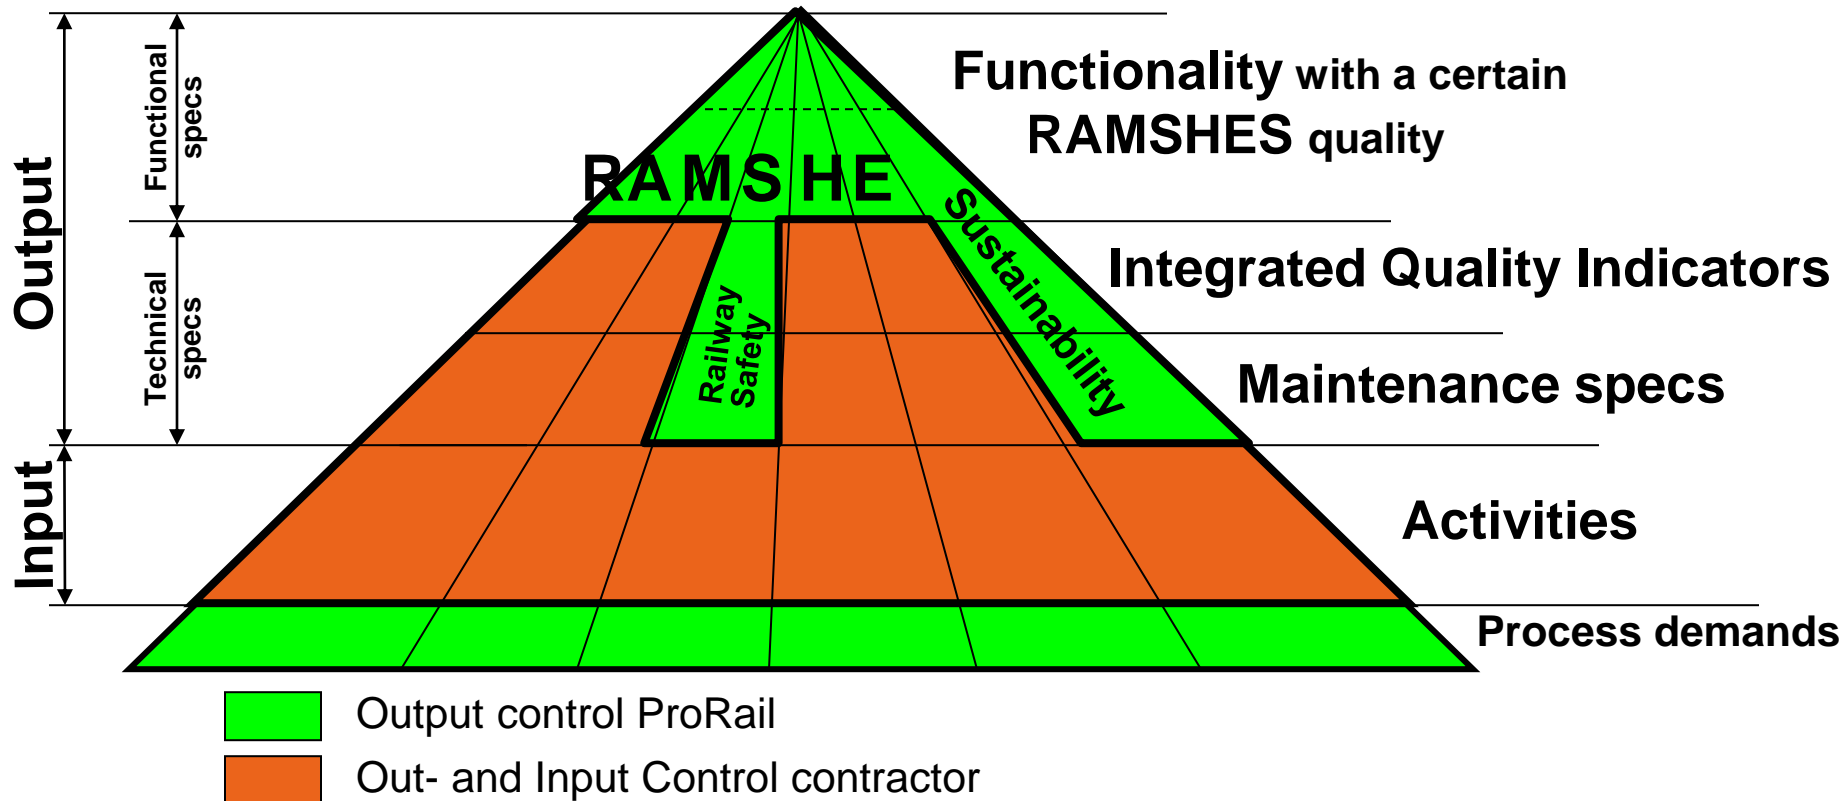 Output
Input
Functional
specs
Technical
specs
Functionality with a certain
RAMSHES quality
RAMSHE
Sustainability
Railway
Safety
Integrated Quality Indicators
Maintenance specs
Activities
Process demands
Output control ProRail
Out- and Input Control contractor